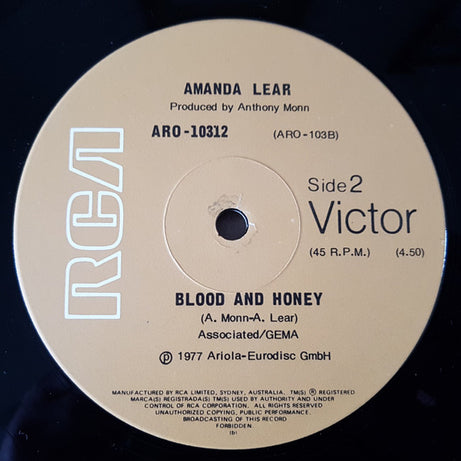 AMANDA LEAR
Produced by Anthony Monn
ARO-10312 (ARO-103B)
RCA
Side 2
Victor
(45 R.P.M.) (4.50)
BLOOD AND HONEY
(A. Monn-A. Lear)
Associated/GEMA
℗ 1977 Ariola-Eurodisc GmbH
MANUFACTURED BY RCA LIMITED, SYDNEY, AUSTRALIA. TM(S) ® REGISTERED
MARCA(S) REGISTRADA(S) TM(S) USED BY AUTHORITY AND UNDER
CONTROL OF RCA CORPORATION. ALL RIGHTS RESERVED
UNAUTHORIZED COPYING, PUBLIC PERFORMANCE.
BROADCASTING OF THIS RECORD
FORBIDDEN.